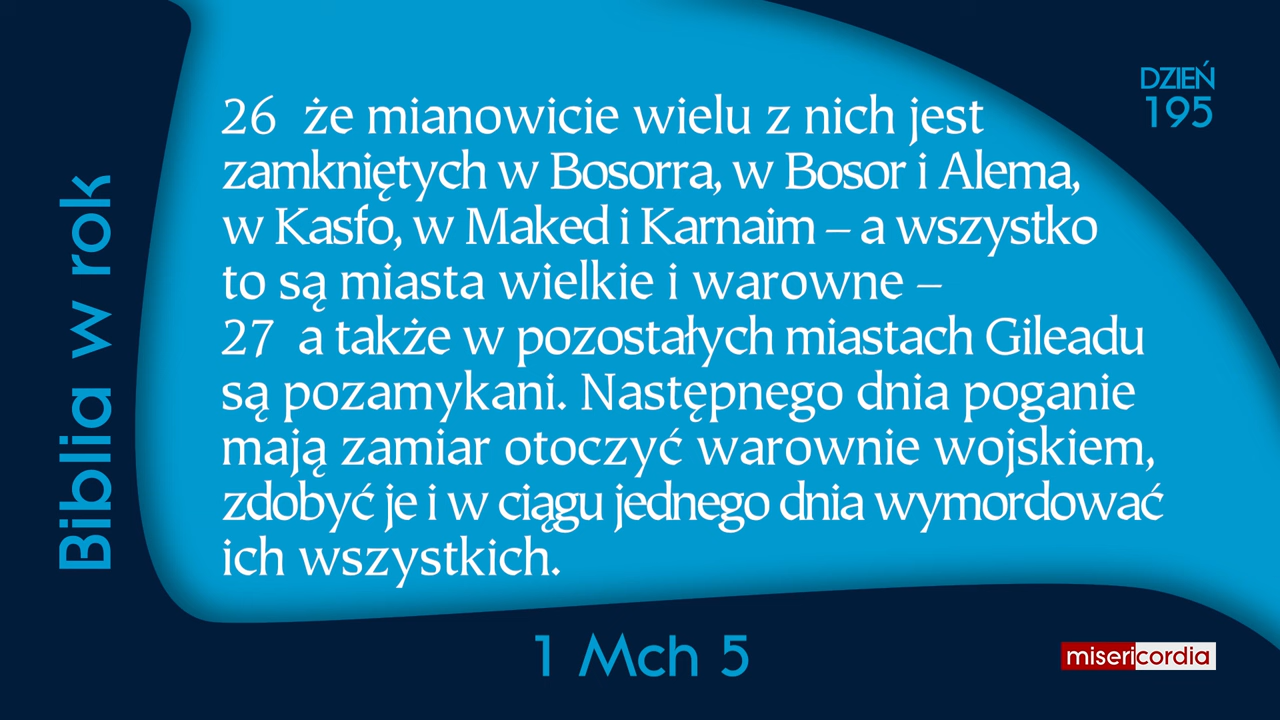 DZIEŃ
195
Biblia w rok
26 że mianowicie wielu z nich jest
zamkniętych w Bosorra, w Bosor i Alema,
w Kasfo, w Maked i Karnaim – a wszystko
to są miasta wielkie i warowne –
27 a także w pozostałych miastach Gileadu
są pozamykani. Następnego dnia poganie
mają zamiar otoczyć warownie wojskiem,
zdobyć je i w ciągu jednego dnia wymordować
ich wszystkich.
1 Mch 5
misericordia